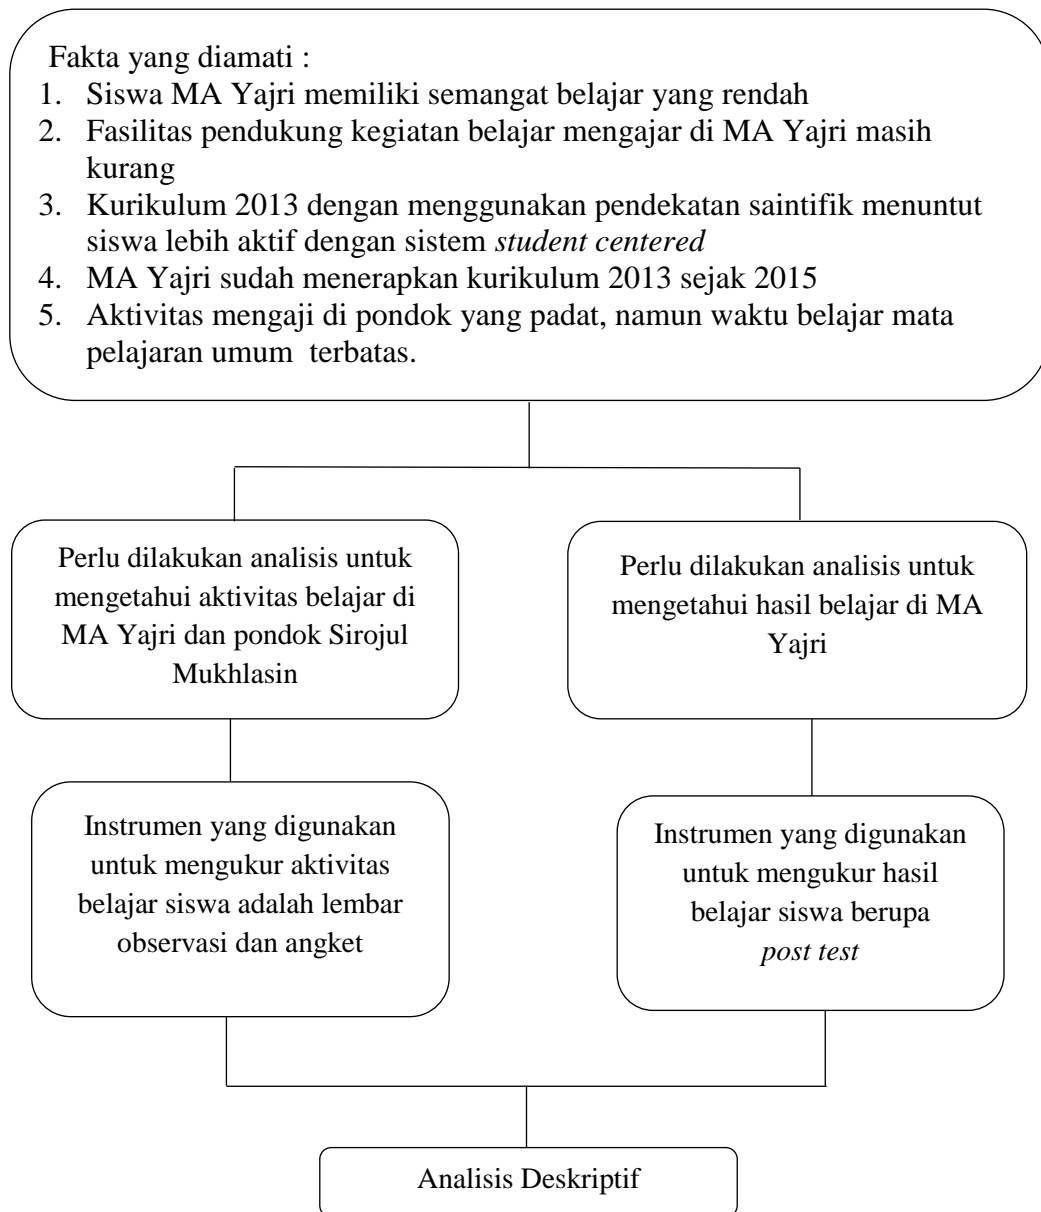 Fakta yang diamati :
1. Siswa MA Yajri memiliki semangat belajar yang rendah
2. Fasilitas pendukung kegiatan belajar mengajar di MA Yajri masih
kurang
3. Kurikulum 2013 dengan menggunakan pendekatan saintifik menuntut
siswa lebih aktif dengan sistem student centered
4. MA Yajri sudah menerapkan kurikulum 2013 sejak 2015
5. Aktivitas mengaji di pondok yang padat, namun waktu belajar mata
pelajaran umum terbatas.
Perlu dilakukan analisis untuk
mengetahui aktivitas belajar di
MA Yajri dan pondok Sirojul
Mukhlasin
Perlu dilakukan analisis untuk
mengetahui hasil belajar di MA
Yajri
Instrumen yang digunakan
untuk mengukur aktivitas
belajar siswa adalah lembar
observasi dan angket
Instrumen yang digunakan
untuk mengukur hasil
belajar siswa berupa
post test
Analisis Deskriptif